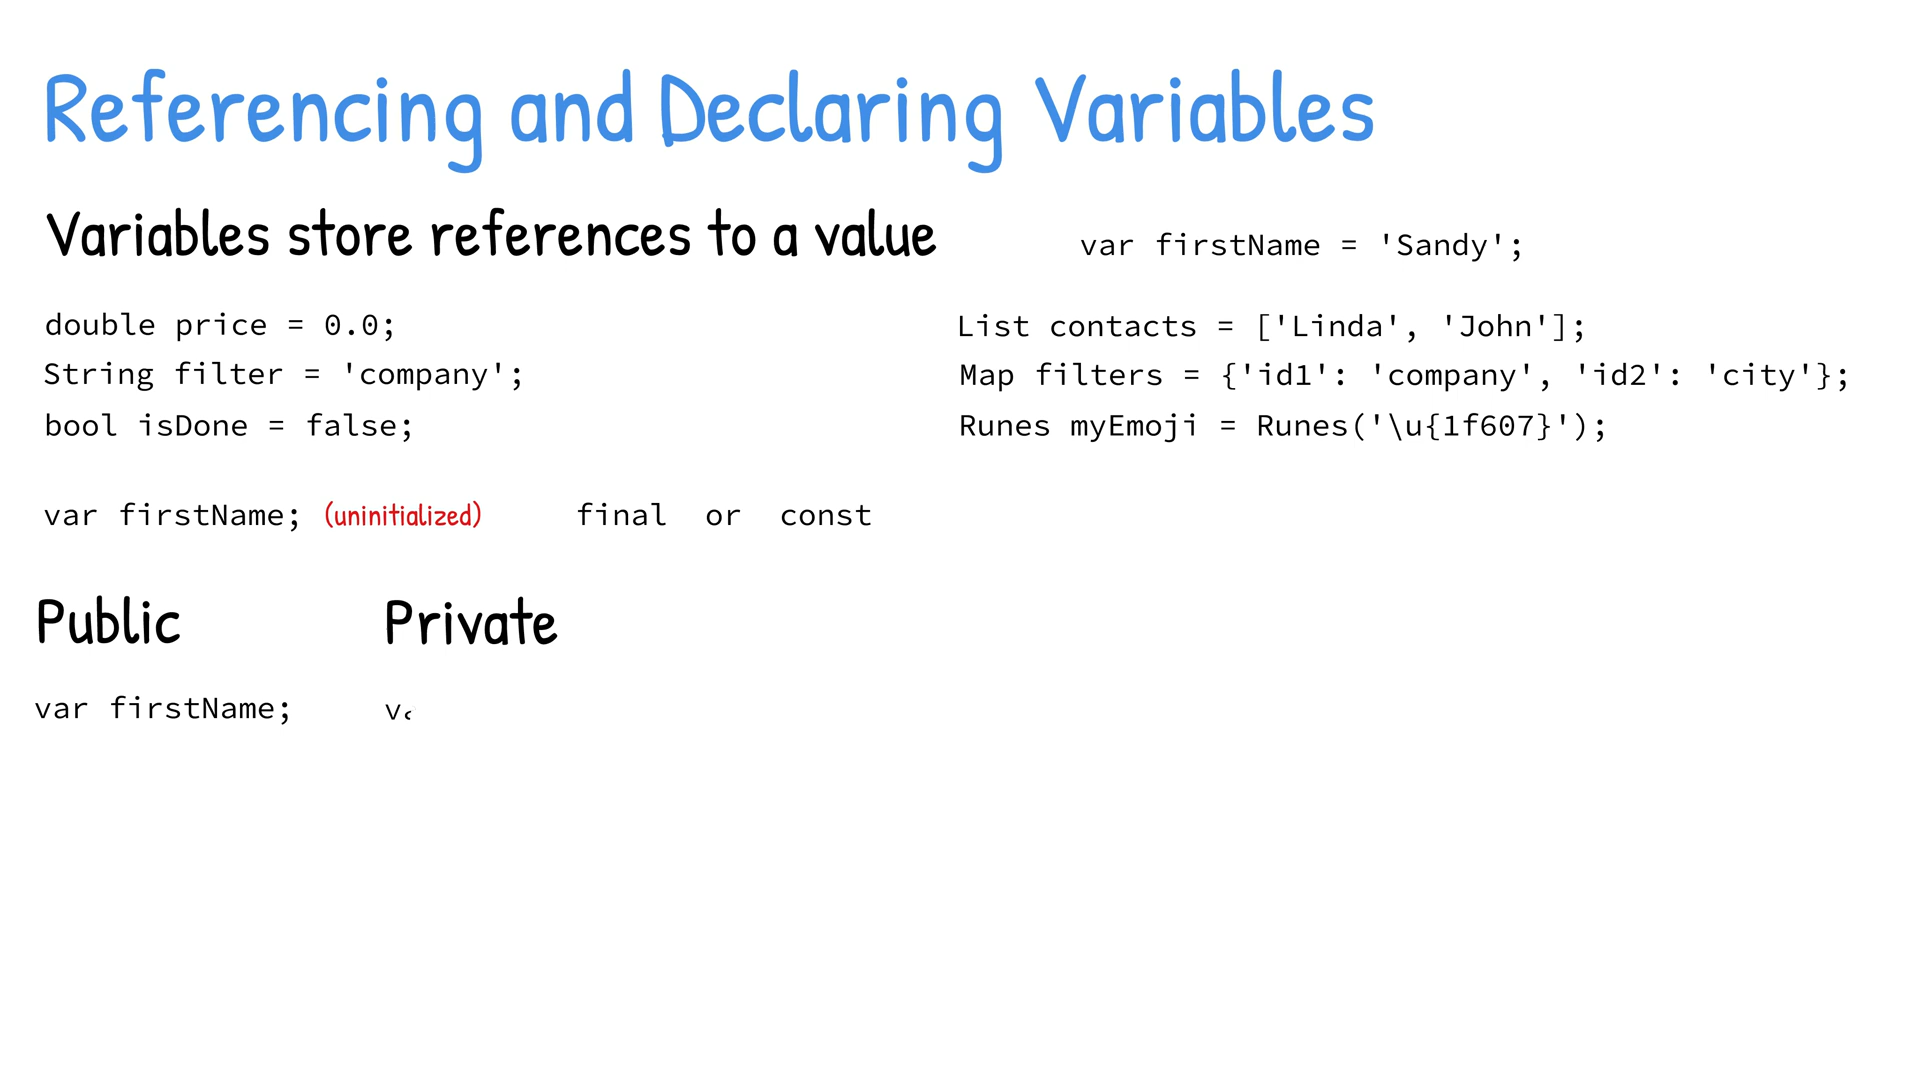 Referencing and Declaring Variables
Variables store references to a value
var firstName = 'Sandy';
double price = 0.0;
String filter = 'company';
bool isDone = false;
List contacts = ['Linda', 'John'];
Map filters = {'id1': 'company', 'id2': 'city'};
Runes myEmoji = Runes('\u{1f607}');
var firstName; (uninitialized) final or const
Public Private
var firstName;